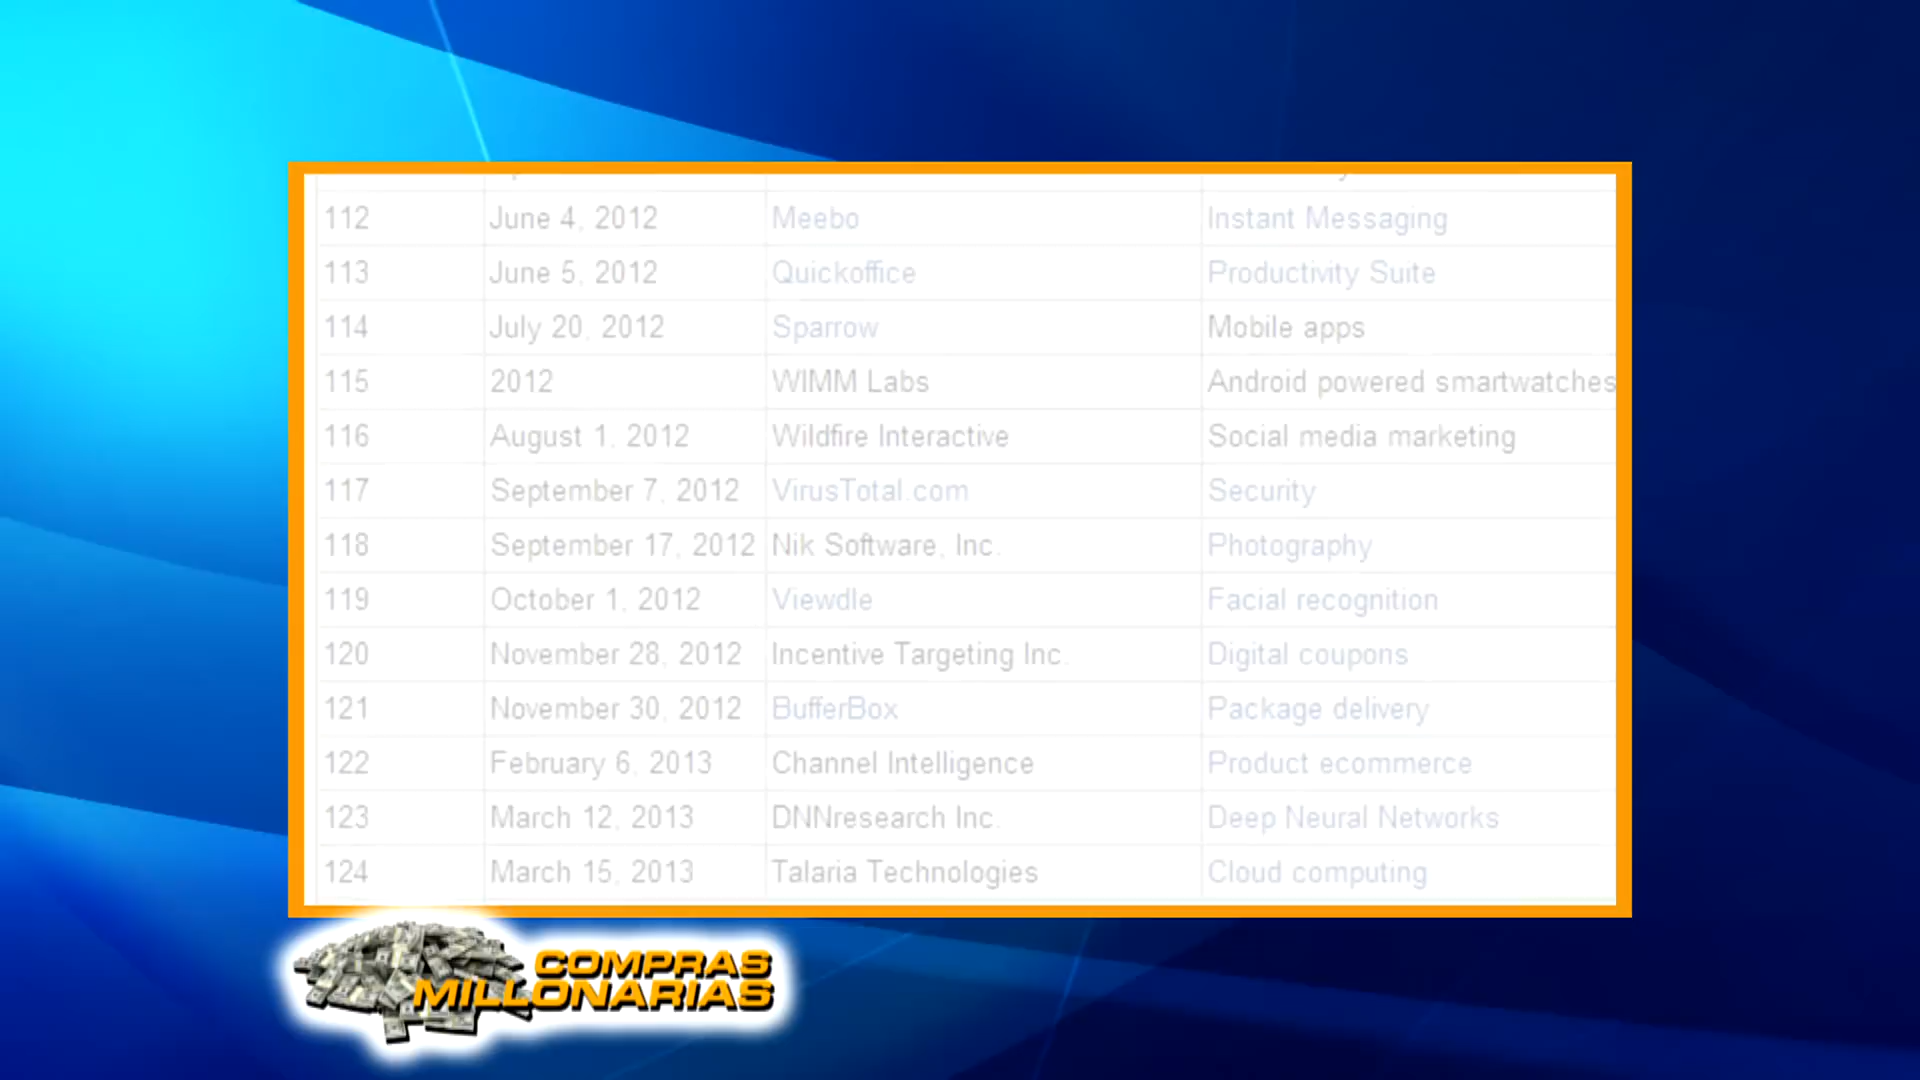 112 June 4, 2012 Meebo Instant Messaging
113 June 5, 2012 Quickoffice Productivity Suite
114 July 20, 2012 Sparrow Mobile apps
115 2012 WIMM Labs Android powered smartwatches
116 August 1, 2012 Wildfire Interactive Social media marketing
117 September 7, 2012 VirusTotal.com Security
118 September 17, 2012 Nik Software, Inc. Photography
119 October 1, 2012 Viewdle Facial recognition
120 November 28, 2012 Incentive Targeting Inc. Digital coupons
121 November 30, 2012 BufferBox Package delivery
122 February 6, 2013 Channel Intelligence Product ecommerce
123 March 12, 2013 DNNresearch Inc. Deep Neural Networks
124 March 15, 2013 Talaria Technologies Cloud computing
COMPRAS
MILLONARIAS